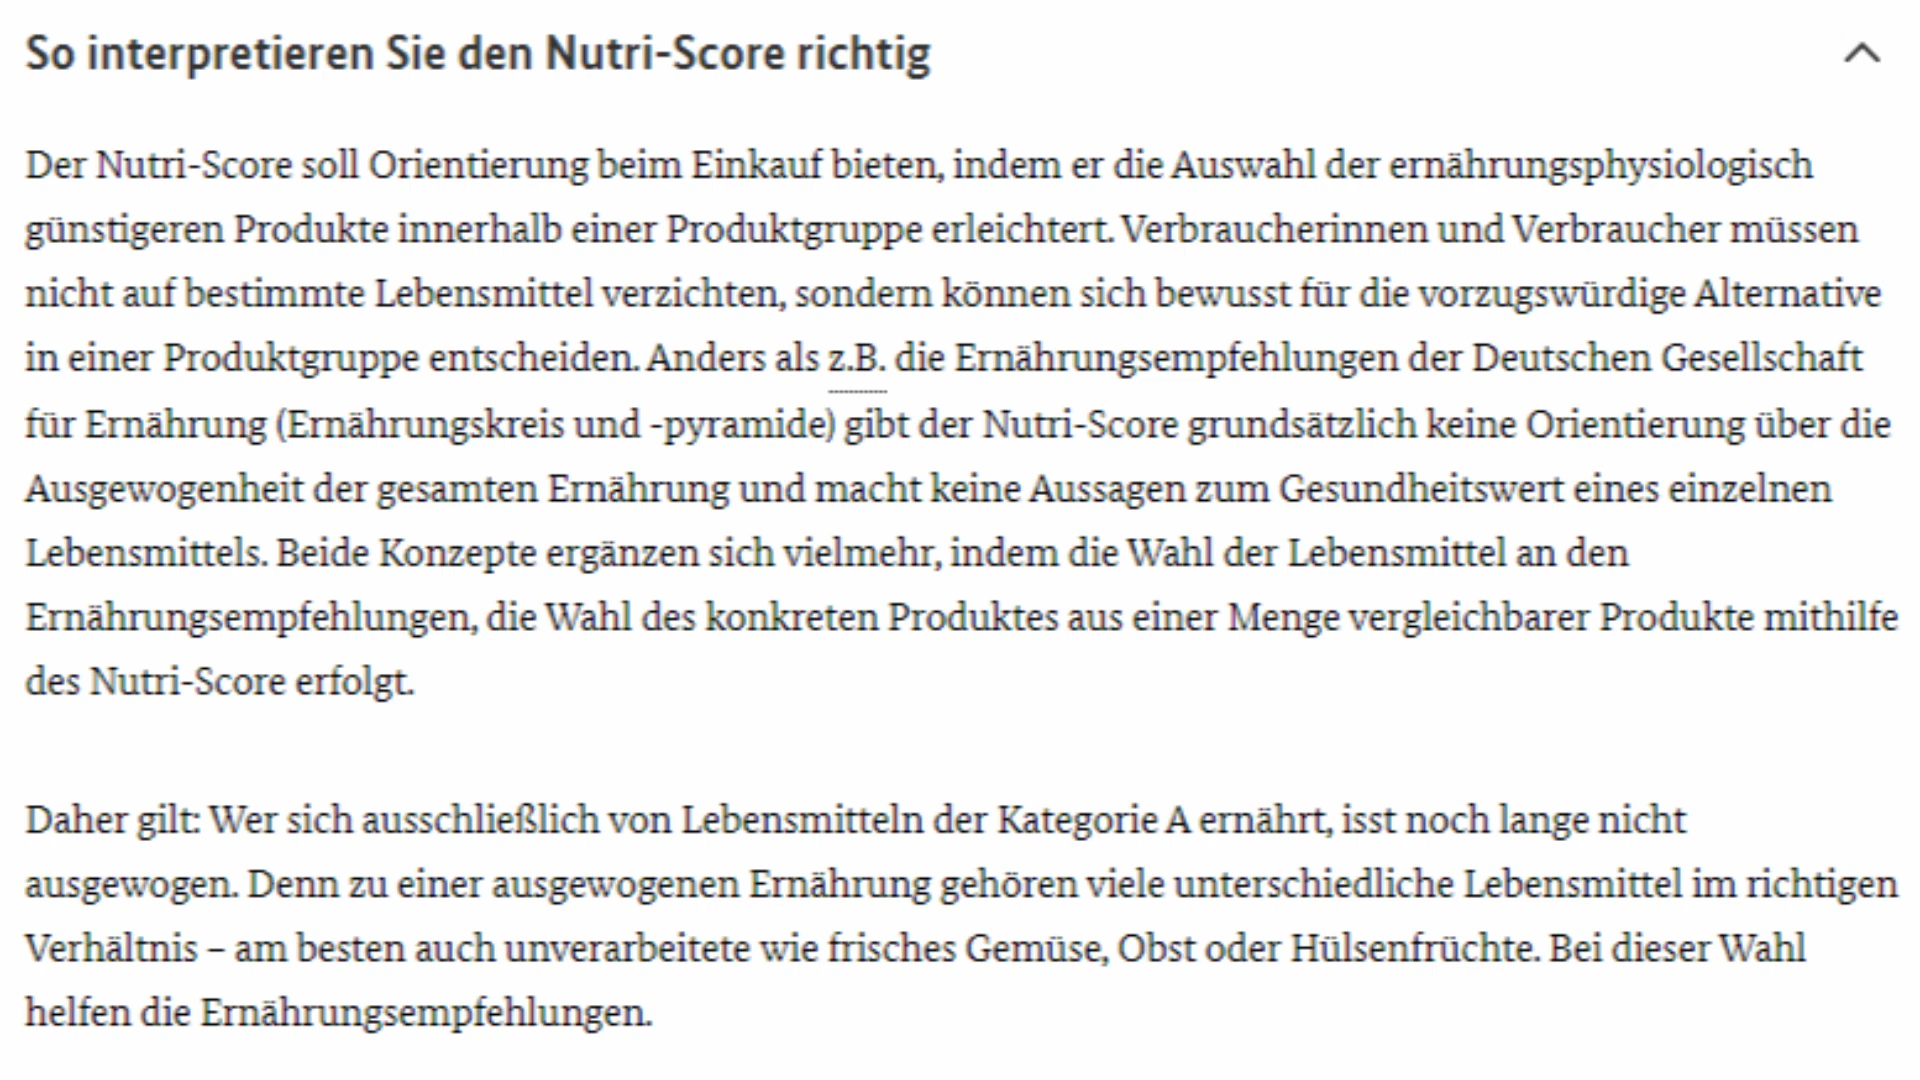 So interpretieren Sie den Nutri-Score richtig
Der Nutri-Score soll Orientierung beim Einkauf bieten, indem er die Auswahl der ernährungsphysiologisch
günstigeren Produkte innerhalb einer Produktgruppe erleichtert. Verbraucherinnen und Verbraucher müssen
nicht auf bestimmte Lebensmittel verzichten, sondern können sich bewusst für die vorzugswürdige Alternative
in einer Produktgruppe entscheiden. Anders als z.B. die Ernährungsempfehlungen der Deutschen Gesellschaft
für Ernährung (Ernährungskreis und -pyramide) gibt der Nutri-Score grundsätzlich keine Orientierung über die
Ausgewogenheit der gesamten Ernährung und macht keine Aussagen zum Gesundheitswert eines einzelnen
Lebensmittels. Beide Konzepte ergänzen sich vielmehr, indem die Wahl der Lebensmittel an den
Ernährungsempfehlungen, die Wahl des konkreten Produktes aus einer Menge vergleichbarer Produkte mithilfe
des Nutri-Score erfolgt.
Daher gilt: Wer sich ausschließlich von Lebensmitteln der Kategorie A ernährt, isst noch lange nicht
ausgewogen. Denn zu einer ausgewogenen Ernährung gehören viele unterschiedliche Lebensmittel im richtigen
Verhältnis – am besten auch unverarbeitete wie frisches Gemüse, Obst oder Hülsenfrüchte. Bei dieser Wahl
helfen die Ernährungsempfehlungen.